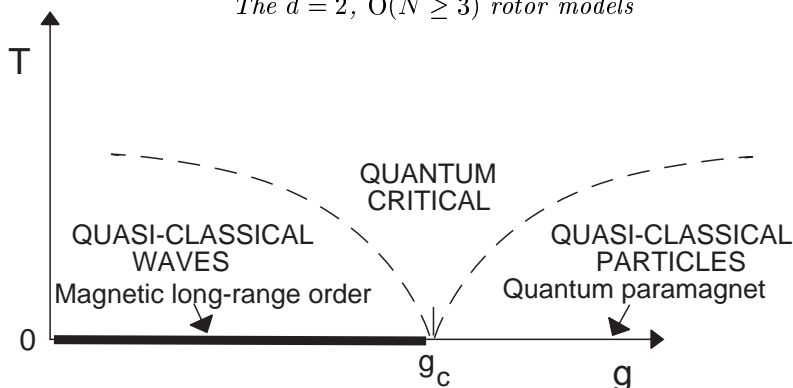 The d = 2, O(N ≥ 3) rotor models
T
QUANTUM
CRITICAL
QUASI-CLASSICAL
WAVES
Magnetic long-range order
QUASI-CLASSICAL
PARTICLES
Quantum paramagnet
0
g_c
g